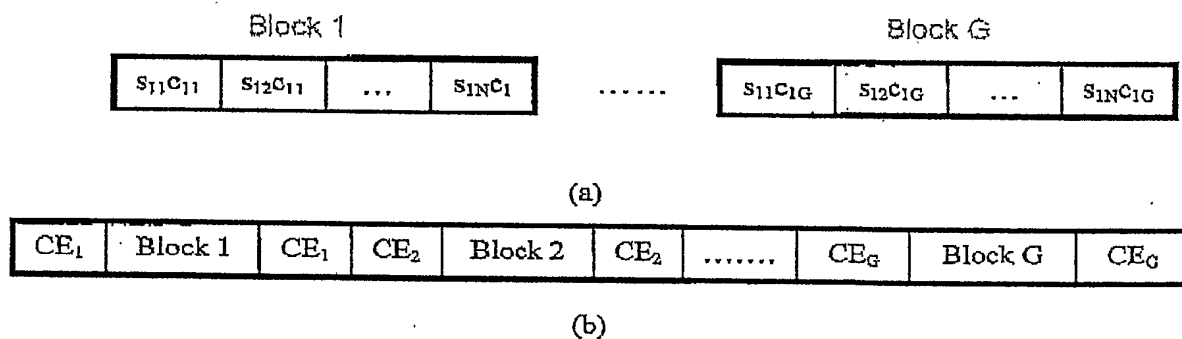 Block 1 Block G
s₁₁c₁₁ s₁₂c₁₁ ... s₁Nc₁ ...... s₁₁c₁G s₁₂c₁G ... s₁Nc₁G
(a)
CE₁ Block 1 CE₁ CE₂ Block 2 CE₂ ....... CEG Block G CEG
(b)